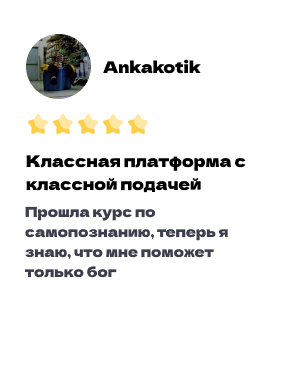 Ankakotik
Классная платформа с
классной подачей
Прошла курс по
самопознанию, теперь я
знаю, что мне поможет
только бог